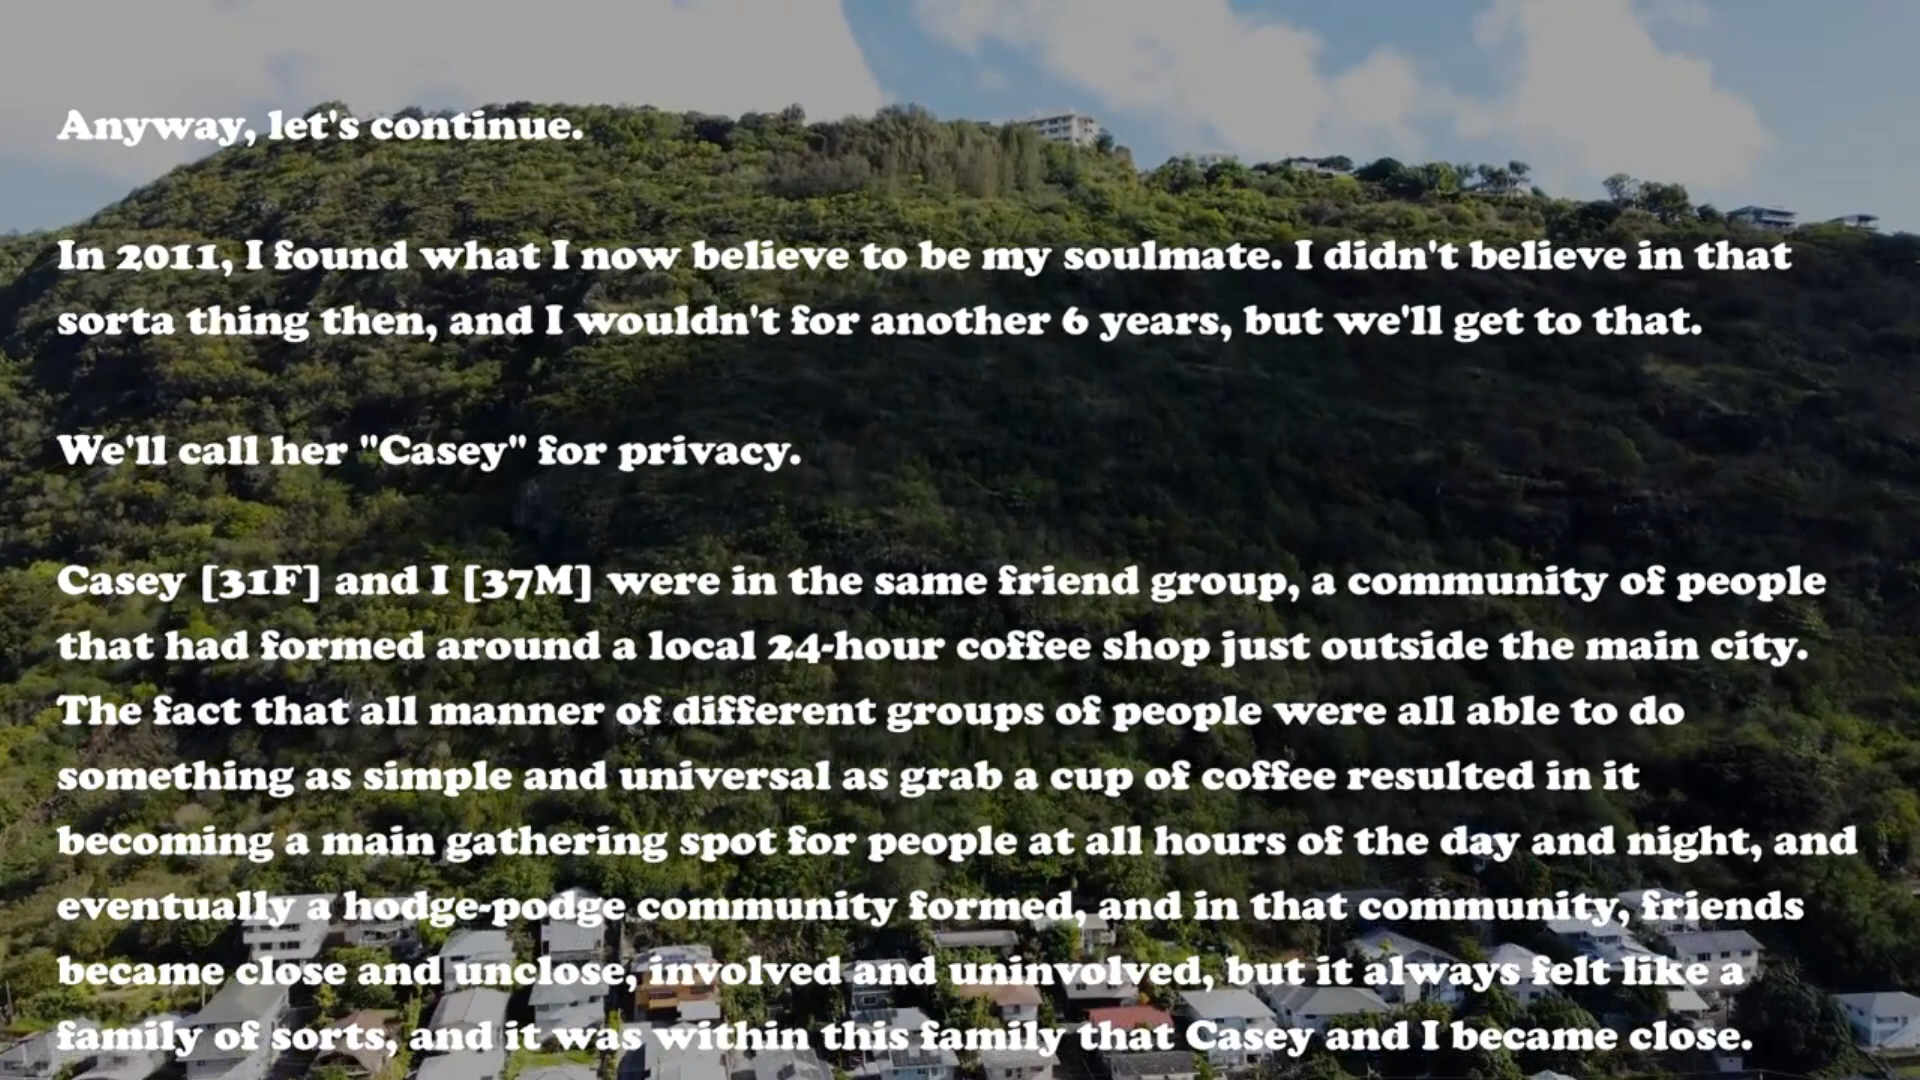 Anyway, let's continue.
In 2011, I found what I now believe to be my soulmate. I didn't believe in that
sorta thing then, and I wouldn't for another 6 years, but we'll get to that.
We'll call her "Casey" for privacy.
Casey [31F] and I [37M] were in the same friend group, a community of people
that had formed around a local 24-hour coffee shop just outside the main city.
The fact that all manner of different groups of people were all able to do
something as simple and universal as grab a cup of coffee resulted in it
becoming a main gathering spot for people at all hours of the day and night, and
eventually a hodge-podge community formed, and in that community, friends
became close and unclose, involved and uninvolved, but it always felt like a
family of sorts, and it was within this family that Casey and I became close.